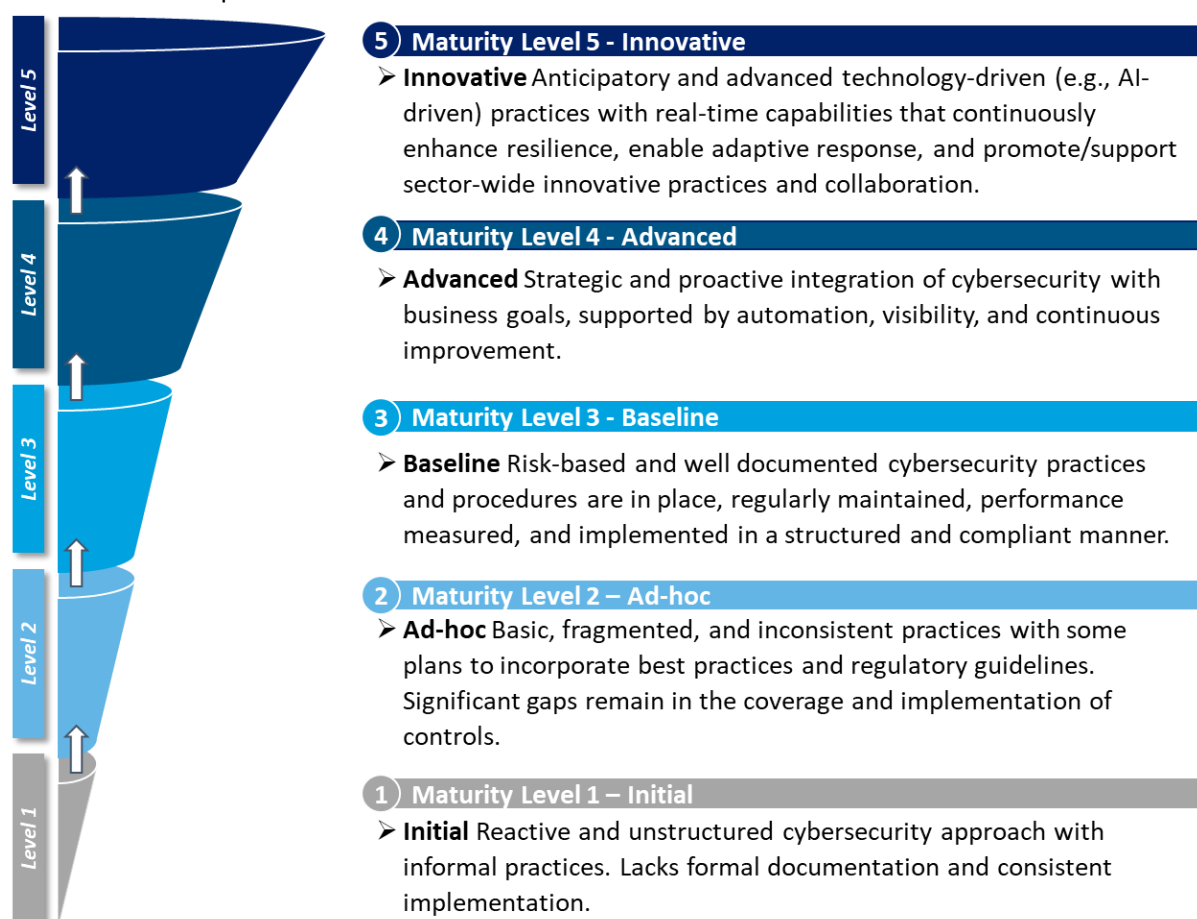 Level 5
5 Maturity Level 5 - Innovative
➢ Innovative Anticipatory and advanced technology-driven (e.g., AI-
driven) practices with real-time capabilities that continuously
enhance resilience, enable adaptive response, and promote/support
sector-wide innovative practices and collaboration.
Level 4
4 Maturity Level 4 - Advanced
➢ Advanced Strategic and proactive integration of cybersecurity with
business goals, supported by automation, visibility, and continuous
improvement.
Level 3
3 Maturity Level 3 - Baseline
➢ Baseline Risk-based and well documented cybersecurity practices
and procedures are in place, regularly maintained, performance
measured, and implemented in a structured and compliant manner.
Level 2
2 Maturity Level 2 – Ad-hoc
➢ Ad-hoc Basic, fragmented, and inconsistent practices with some
plans to incorporate best practices and regulatory guidelines.
Significant gaps remain in the coverage and implementation of
controls.
Level 1
1 Maturity Level 1 – Initial
➢ Initial Reactive and unstructured cybersecurity approach with
informal practices. Lacks formal documentation and consistent
implementation.